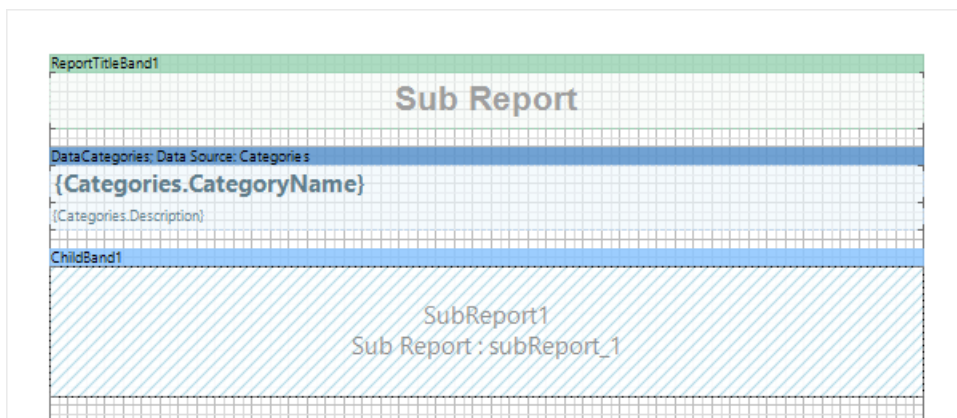 ReportTitleBand1
Sub Report
DataCategories; Data Source: Categories
{Categories.CategoryName}
{Categories.Description}
ChildBand1
SubReport1
Sub Report : subReport_1